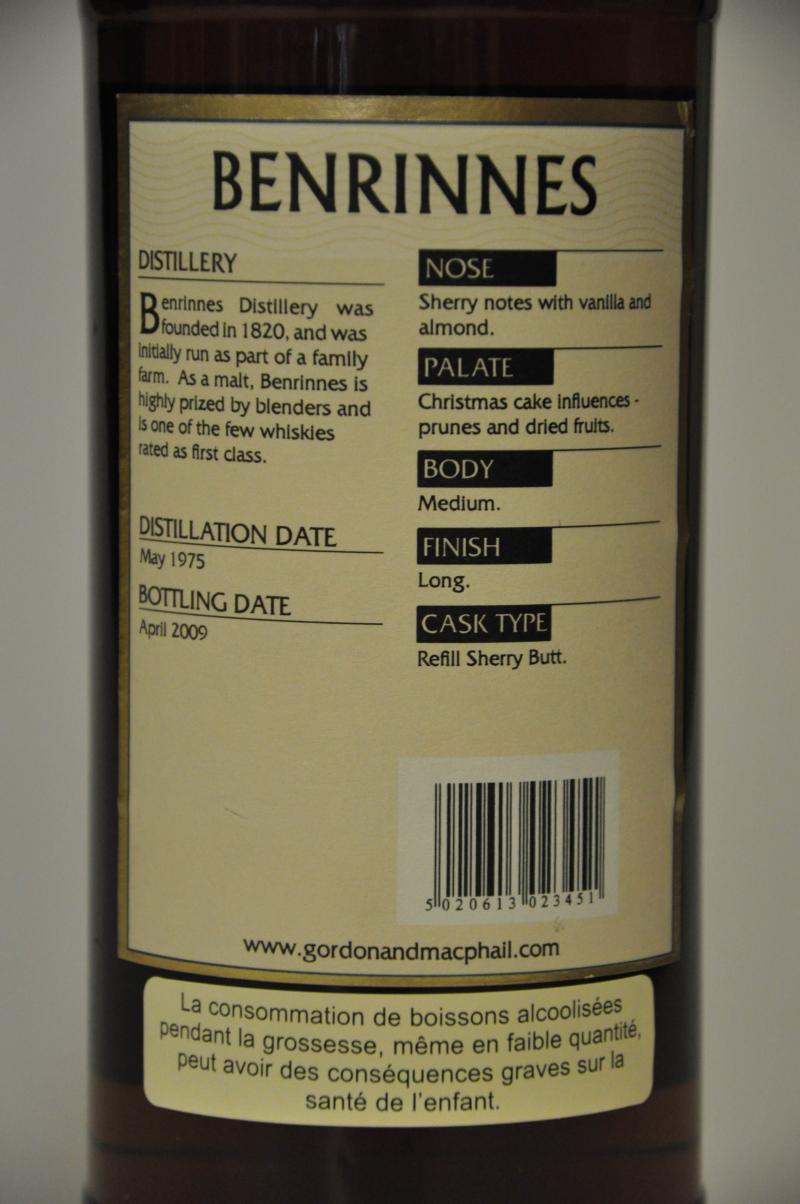 BENRINNES
DISTILLERY
Benrinnes Distillery was
founded in 1820, and was
initially run as part of a family
farm. As a malt, Benrinnes is
highly prized by blenders and
is one of the few whiskies
rated as first class.
DISTILLATION DATE
May 1975
BOTTLING DATE
April 2009
NOSE
Sherry notes with vanilla and
almond.
PALATE
Christmas cake influences -
prunes and dried fruits.
BODY
Medium.
FINISH
Long.
CASK TYPE
Refill Sherry Butt.
5 020613 023451
www.gordonandmacphail.com
La consommation de boissons alcoolisées
pendant la grossesse, même en faible quantité,
peut avoir des conséquences graves sur la
santé de l'enfant.